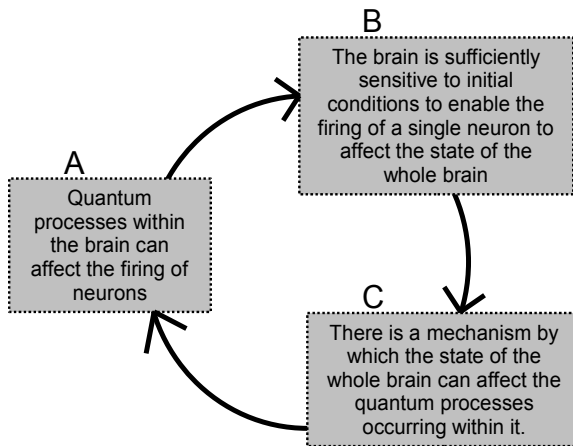 B
The brain is sufficiently
sensitive to initial
conditions to enable the
firing of a single neuron to
affect the state of the
whole brain
A
Quantum
processes within
the brain can
affect the firing of
neurons
C
There is a mechanism by
which the state of the
whole brain can affect the
quantum processes
occurring within it.